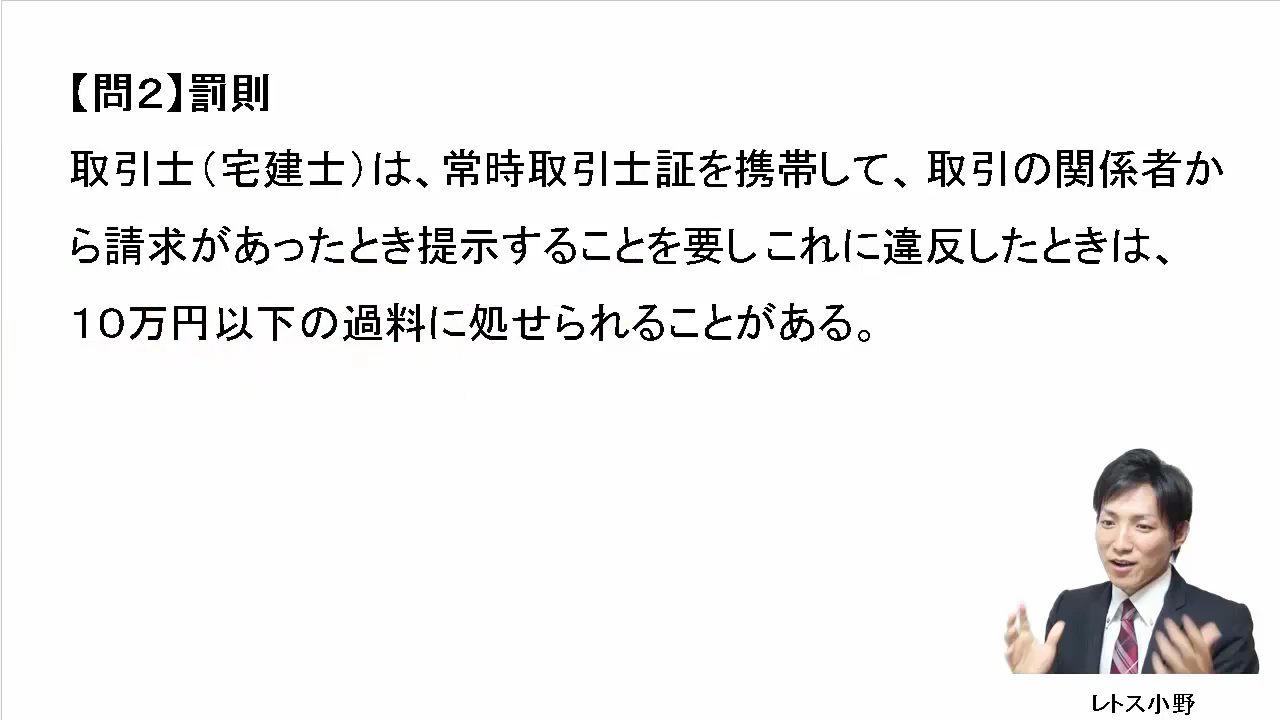 【問２】罰則
取引士（宅建士）は、常時取引士証を携帯して、取引の関係者か
ら請求があったとき提示することを要しこれに違反したときは、
１０万円以下の過料に処せられることがある。
レトス小野